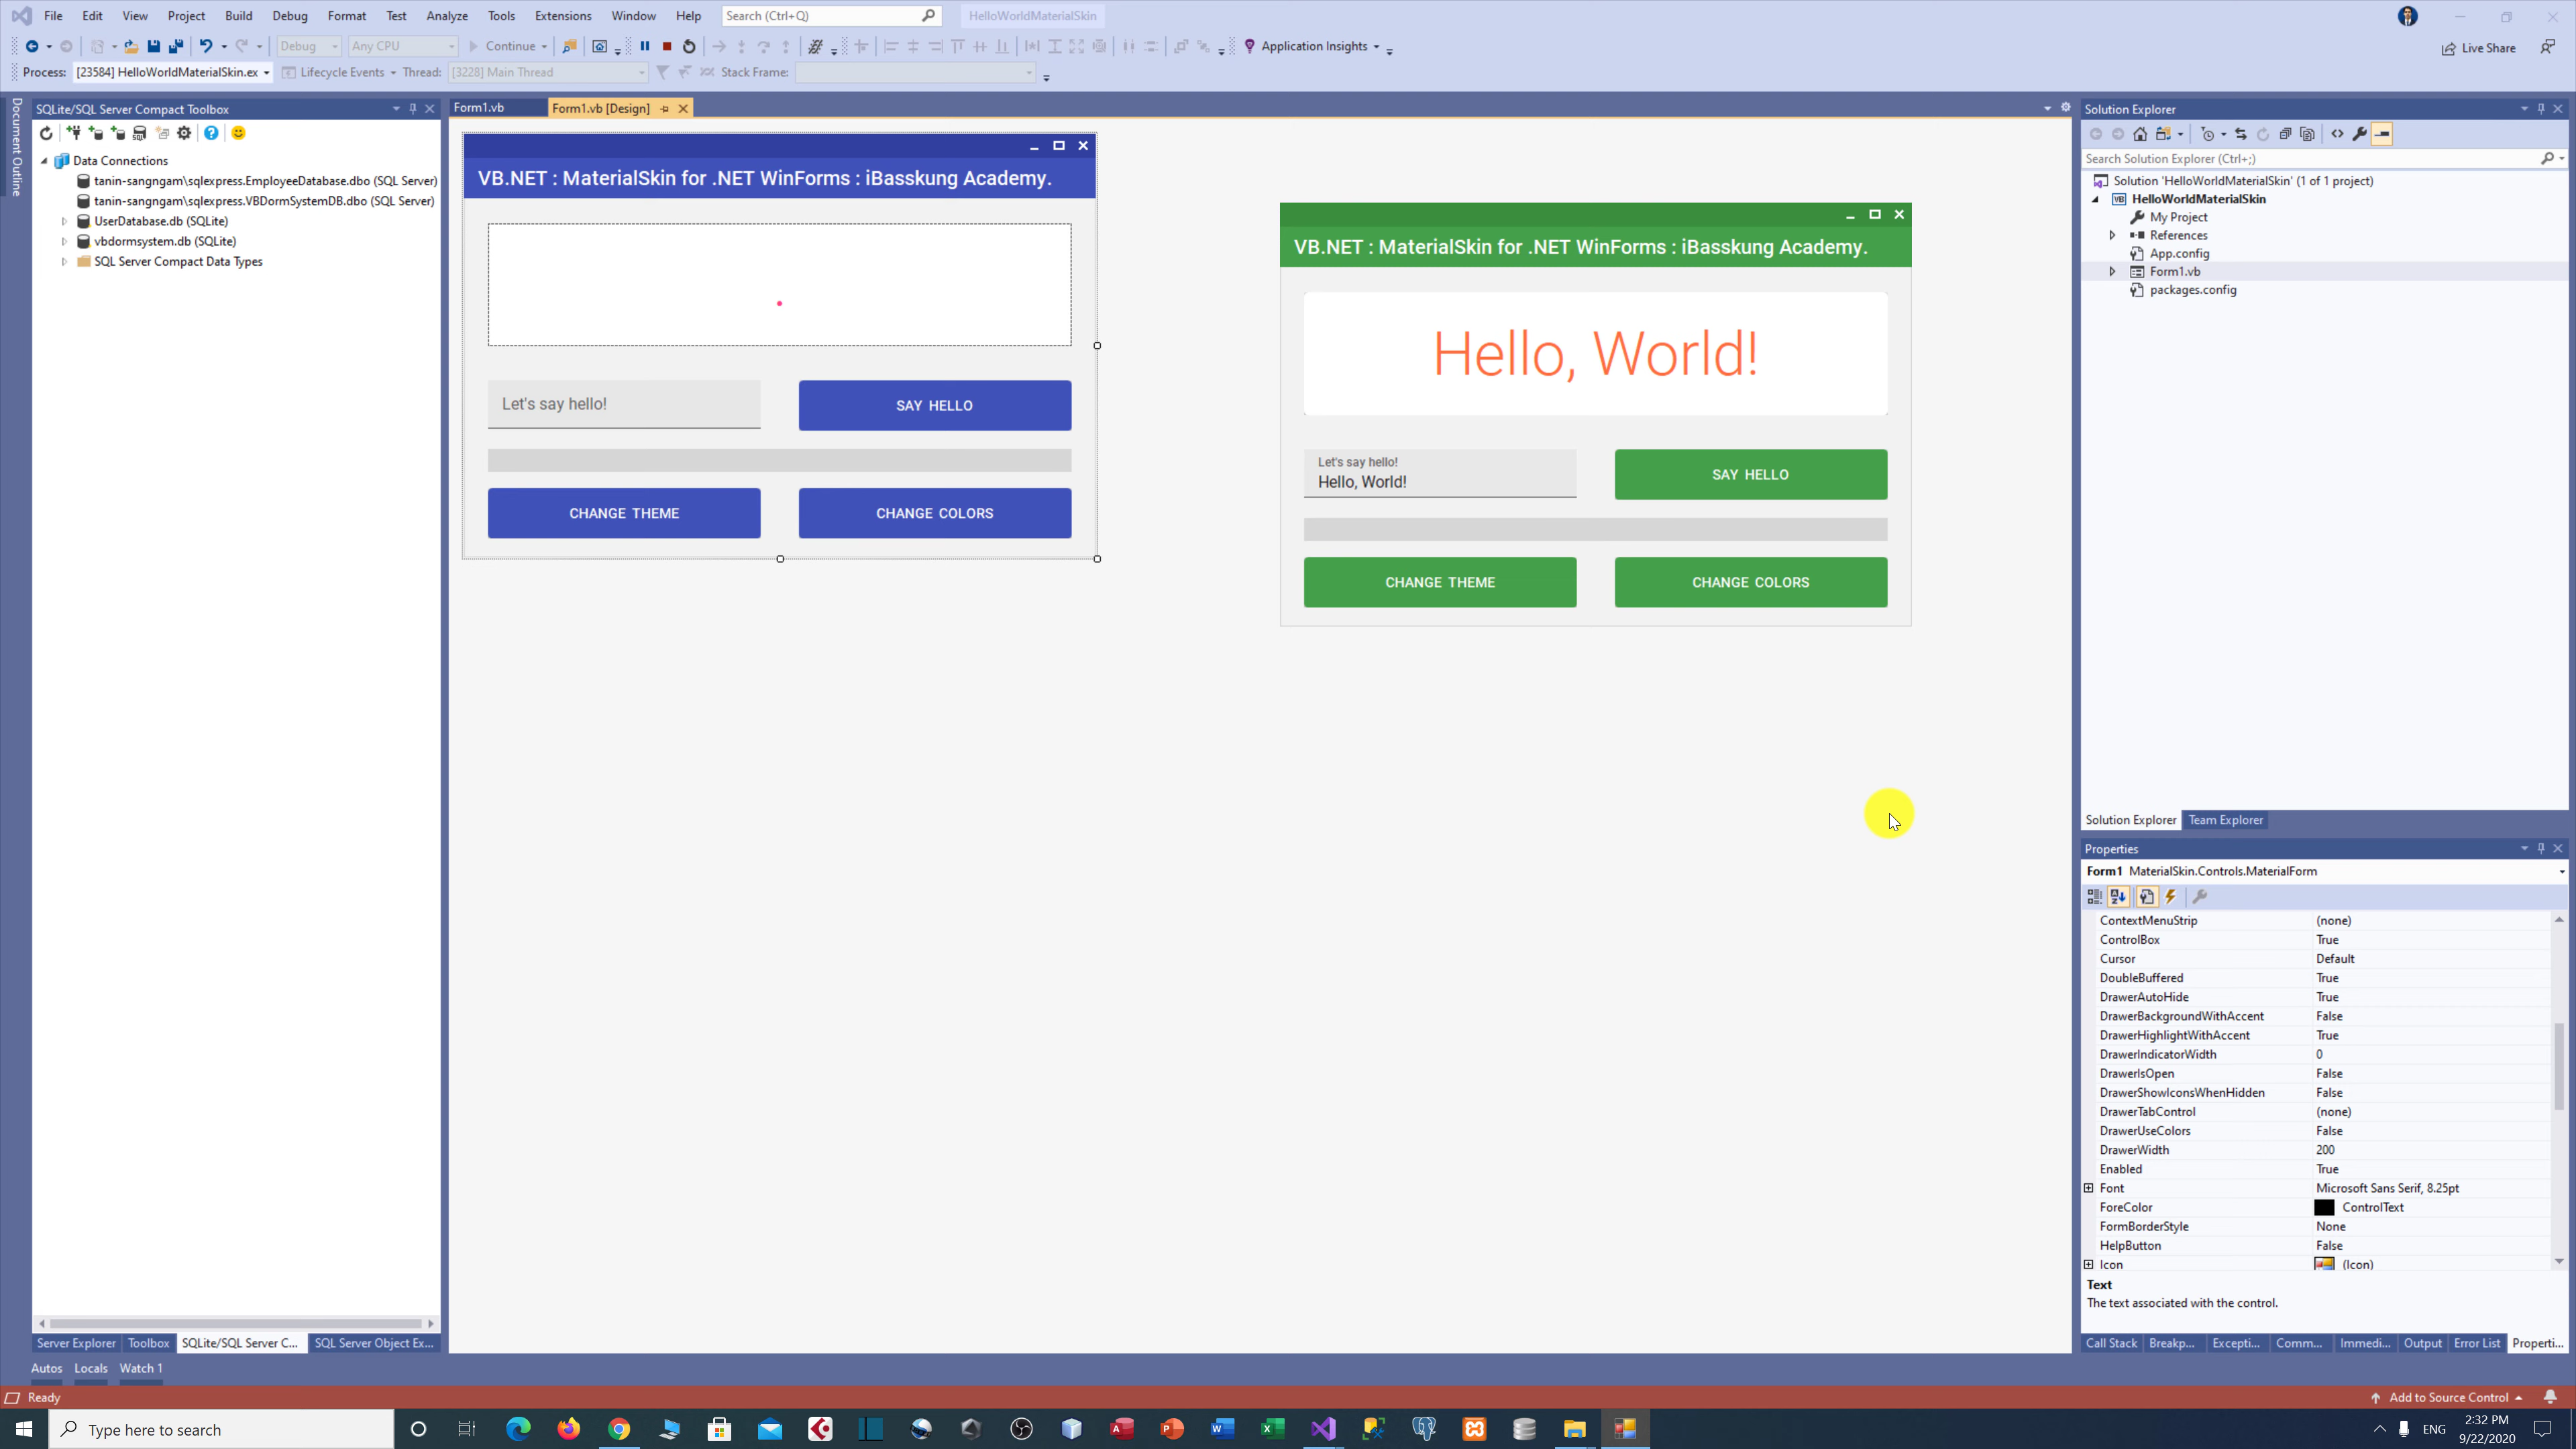 File Edit View Project Build Debug Format Test Analyze Tools Extensions Window Help Search (Ctrl+Q) HelloWorldMaterialSkin
Debug Any CPU Continue Application Insights Live Share
Process: [23584] HelloWorldMaterialSkin.ex Lifecycle Events Thread: [3228] Main Thread Stack Frame:
Document Outline
SQLite/SQL Server Compact Toolbox
Data Connections
tanin-sangngam\sqlexpress.EmployeeDatabase.dbo (SQL Server)
tanin-sangngam\sqlexpress.VBDormSystemDB.dbo (SQL Server)
UserDatabase.db (SQLite)
vbdormsystem.db (SQLite)
SQL Server Compact Data Types
Server Explorer Toolbox SQLite/SQL Server C... SQL Server Object Ex...
Autos Locals Watch 1
Form1.vb Form1.vb [Design]
VB.NET : MaterialSkin for .NET WinForms : iBasskung Academy.
Let's say hello! SAY HELLO
CHANGE THEME CHANGE COLORS
VB.NET : MaterialSkin for .NET WinForms : iBasskung Academy.
Hello, World!
Let's say hello!
Hello, World!
SAY HELLO
CHANGE THEME CHANGE COLORS
Solution Explorer
Search Solution Explorer (Ctrl+;)
Solution 'HelloWorldMaterialSkin' (1 of 1 project)
VB HelloWorldMaterialSkin
My Project
References
App.config
Form1.vb
packages.config
Solution Explorer Team Explorer
Properties
Form1 MaterialSkin.Controls.MaterialForm
ContextMenuStrip (none)
ControlBox True
Cursor Default
DoubleBuffered True
DrawerAutoHide True
DrawerBackgroundWithAccent False
DrawerHighlightWithAccent True
DrawerIndicatorWidth 0
DrawerIsOpen False
DrawerShowIconsWhenHidden False
DrawerTabControl (none)
DrawerUseColors False
DrawerWidth 200
Enabled True
Font Microsoft Sans Serif, 8.25pt
ForeColor ControlText
FormBorderStyle None
HelpButton False
Icon (Icon)
Text
The text associated with the control.
Call Stack Breakp... Excepti... Comm... Immedi... Output Error List Properti...
Ready Add to Source Control
Type here to search
ENG
2:32 PM
9/22/2020